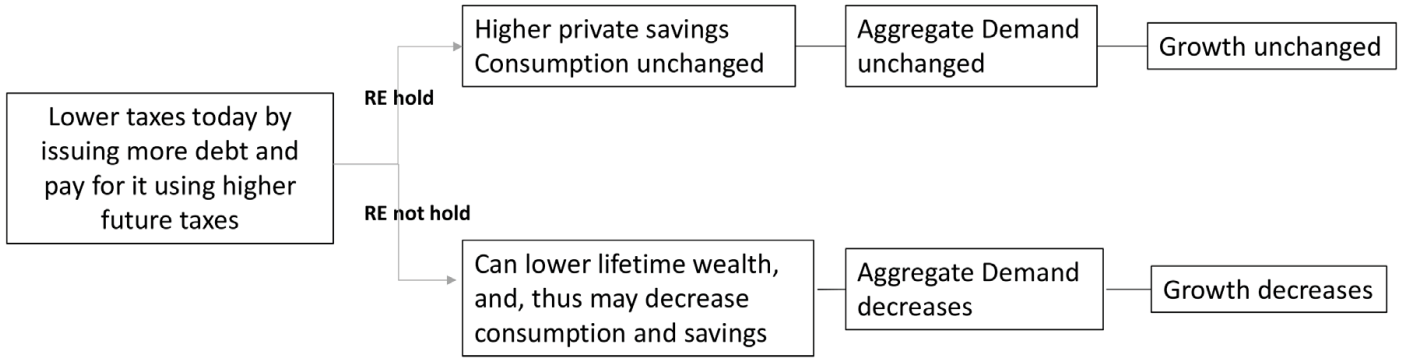 Lower taxes today by
issuing more debt and
pay for it using higher
future taxes
RE hold
Higher private savings
Consumption unchanged
Aggregate Demand
unchanged
Growth unchanged
RE not hold
Can lower lifetime wealth,
and, thus may decrease
consumption and savings
Aggregate Demand
decreases
Growth decreases